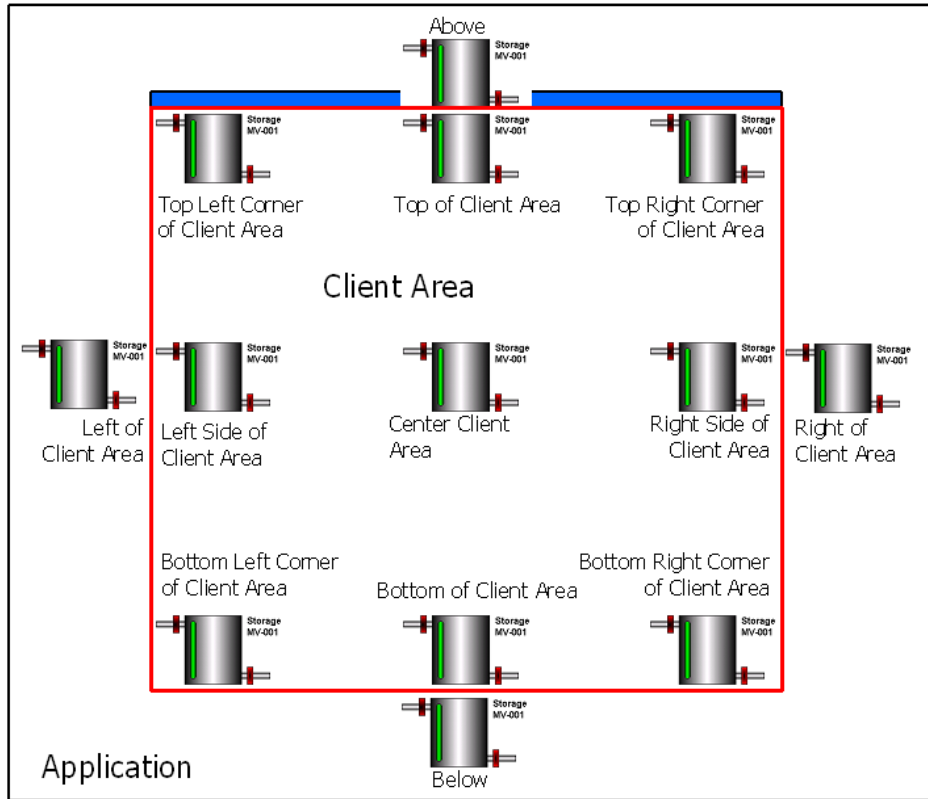 Above
Storage
MV-001
Storage
MV-001
Storage
MV-001
Storage
MV-001
Top Left Corner
of Client Area
Top of Client Area
Top Right Corner
of Client Area
Client Area
Storage
MV-001
Storage
MV-001
Storage
MV-001
Storage
MV-001
Storage
MV-001
Left of
Client Area
Left Side of
Client Area
Center Client
Area
Right Side of
Client Area
Right of
Client Area
Bottom Left Corner
of Client Area
Bottom of Client Area
Bottom Right Corner
of Client Area
Storage
MV-001
Storage
MV-001
Storage
MV-001
Storage
MV-001
Below
Application